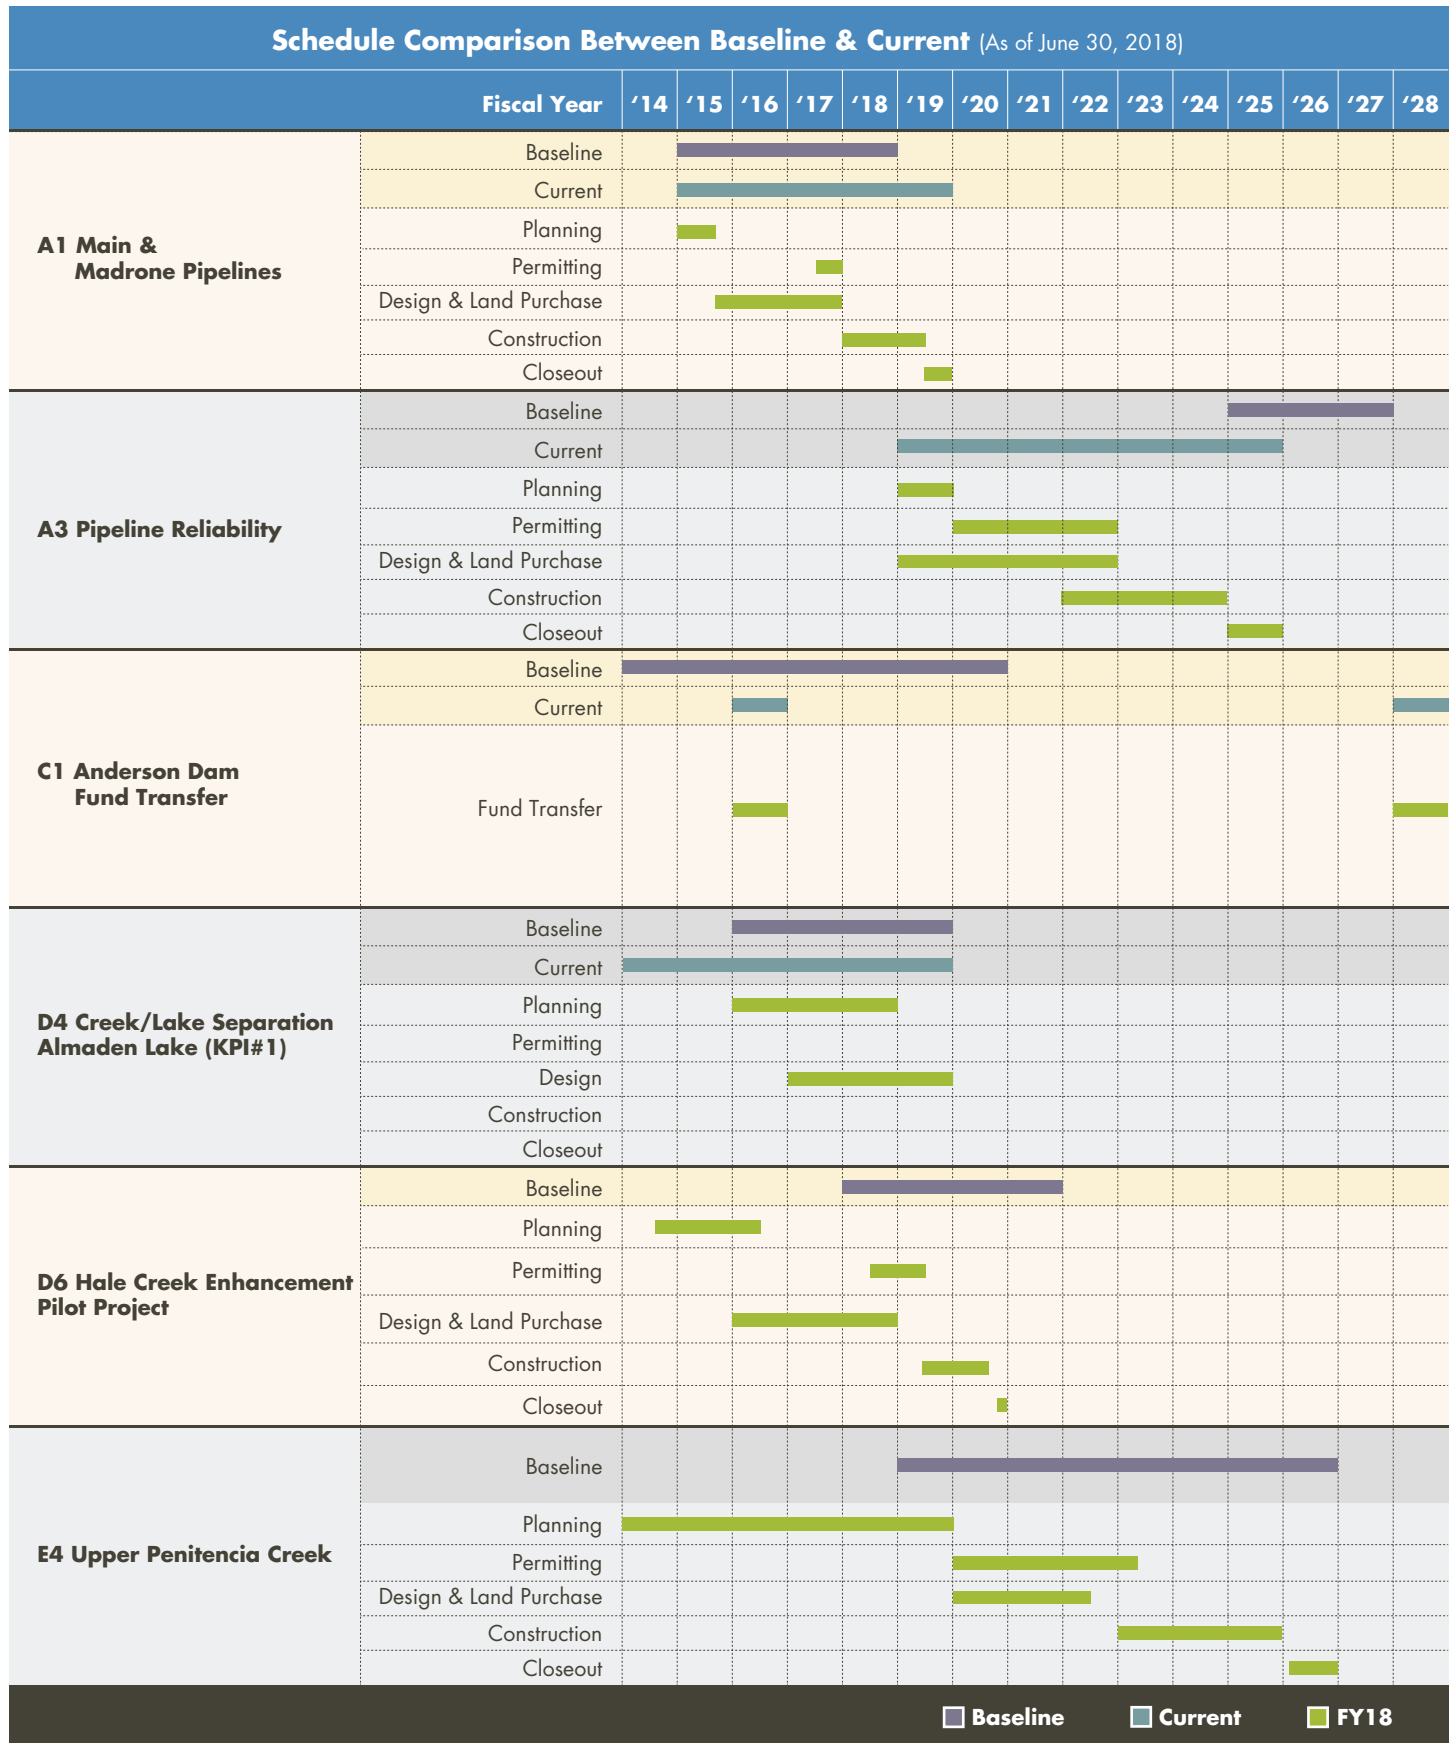 Schedule Comparison Between Baseline & Current (As of June 30, 2018)
Fiscal Year ‘14 ‘15 ‘16 ‘17 ‘18 ‘19 ‘20 ‘21 ‘22 ‘23 ‘24 ‘25 ‘26 ‘27 ‘28
A1 Main &
Madrone Pipelines
Baseline
Current
Planning
Permitting
Design & Land Purchase
Construction
Closeout
A3 Pipeline Reliability
Baseline
Current
Planning
Permitting
Design & Land Purchase
Construction
Closeout
C1 Anderson Dam
Fund Transfer
Baseline
Current
Fund Transfer
D4 Creek/Lake Separation
Almaden Lake (KPI#1)
Baseline
Current
Planning
Permitting
Design
Construction
Closeout
D6 Hale Creek Enhancement
Pilot Project
Baseline
Planning
Permitting
Design & Land Purchase
Construction
Closeout
E4 Upper Penitencia Creek
Baseline
Planning
Permitting
Design & Land Purchase
Construction
Closeout
Baseline Current FY18